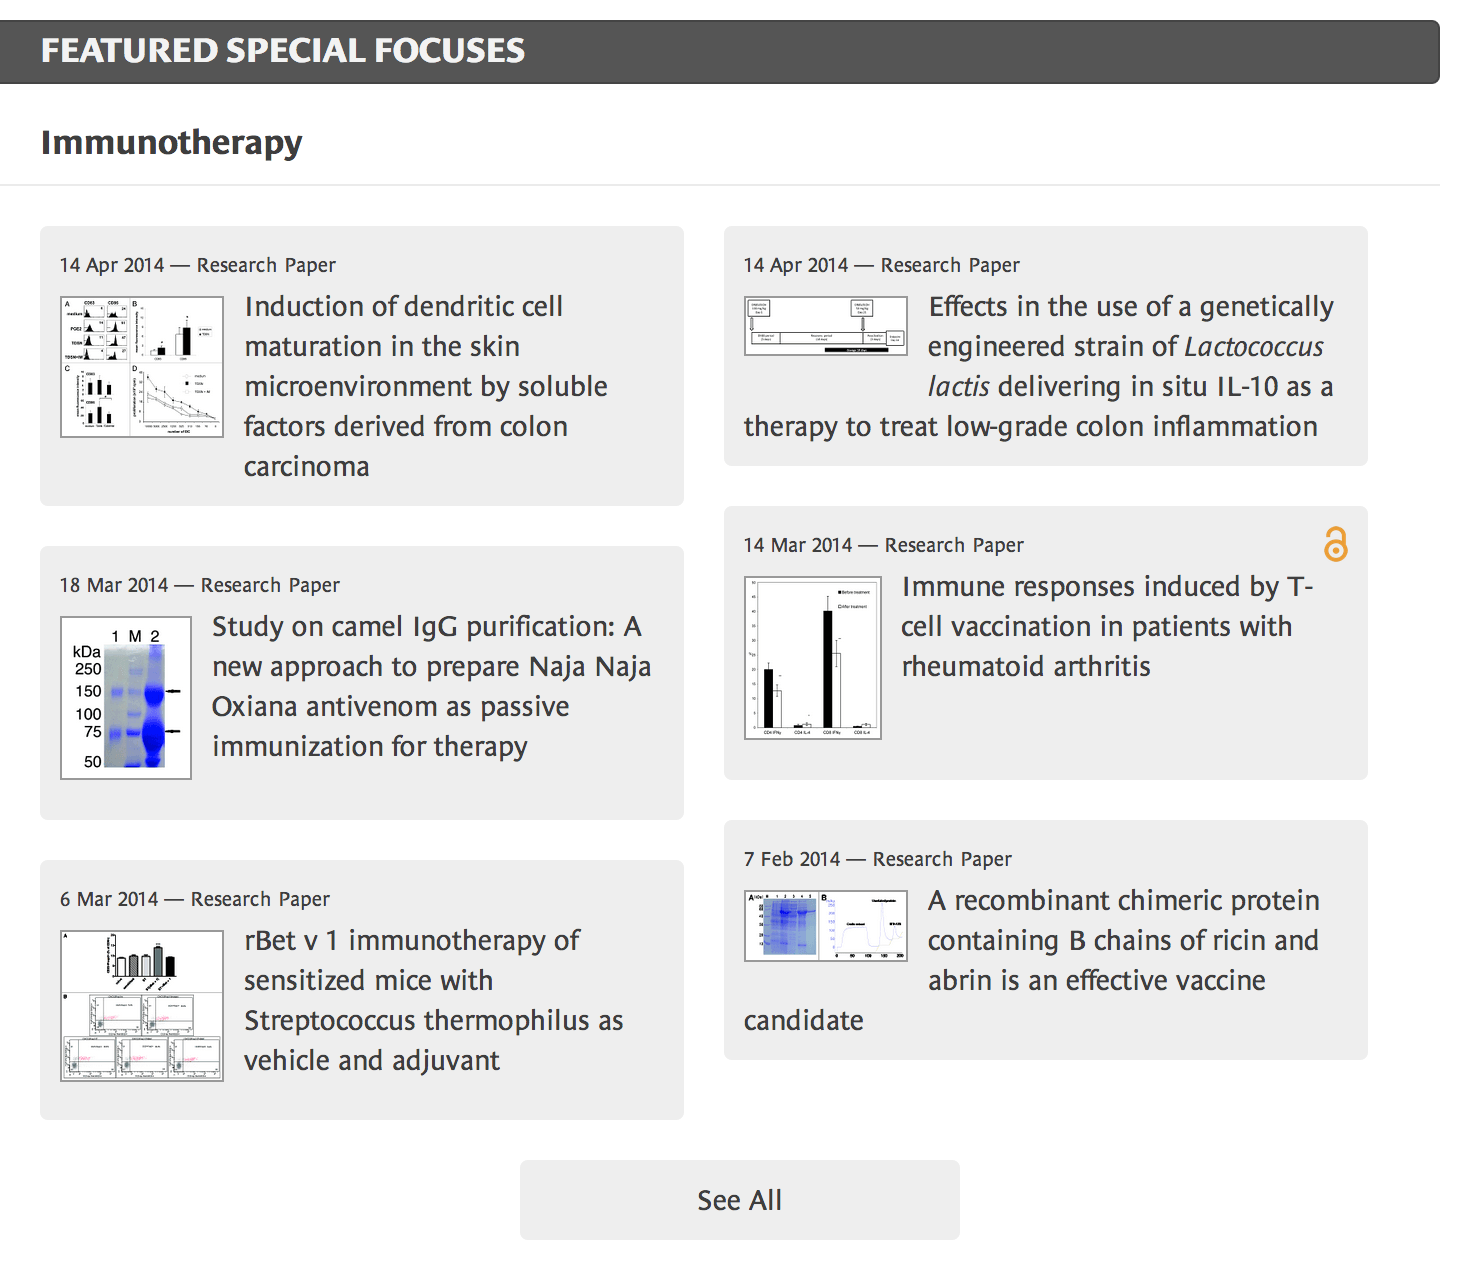 FEATURED SPECIAL FOCUSES
Immunotherapy
14 Apr 2014 — Research Paper
Induction of dendritic cell
maturation in the skin
microenvironment by soluble
factors derived from colon
carcinoma
18 Mar 2014 — Research Paper
1 M 2
kDa
250
150
100
75
50
Study on camel IgG purification: A
new approach to prepare Naja Naja
Oxiana antivenom as passive
immunization for therapy
6 Mar 2014 — Research Paper
rBet v 1 immunotherapy of
sensitized mice with
Streptococcus thermophilus as
vehicle and adjuvant
14 Apr 2014 — Research Paper
Effects in the use of a genetically
engineered strain of Lactococcus
lactis delivering in situ IL-10 as a
therapy to treat low-grade colon inflammation
14 Mar 2014 — Research Paper
Before treatment
After treatment
Immune responses induced by T-
cell vaccination in patients with
rheumatoid arthritis
7 Feb 2014 — Research Paper
A recombinant chimeric protein
containing B chains of ricin and
abrin is an effective vaccine
candidate
See All